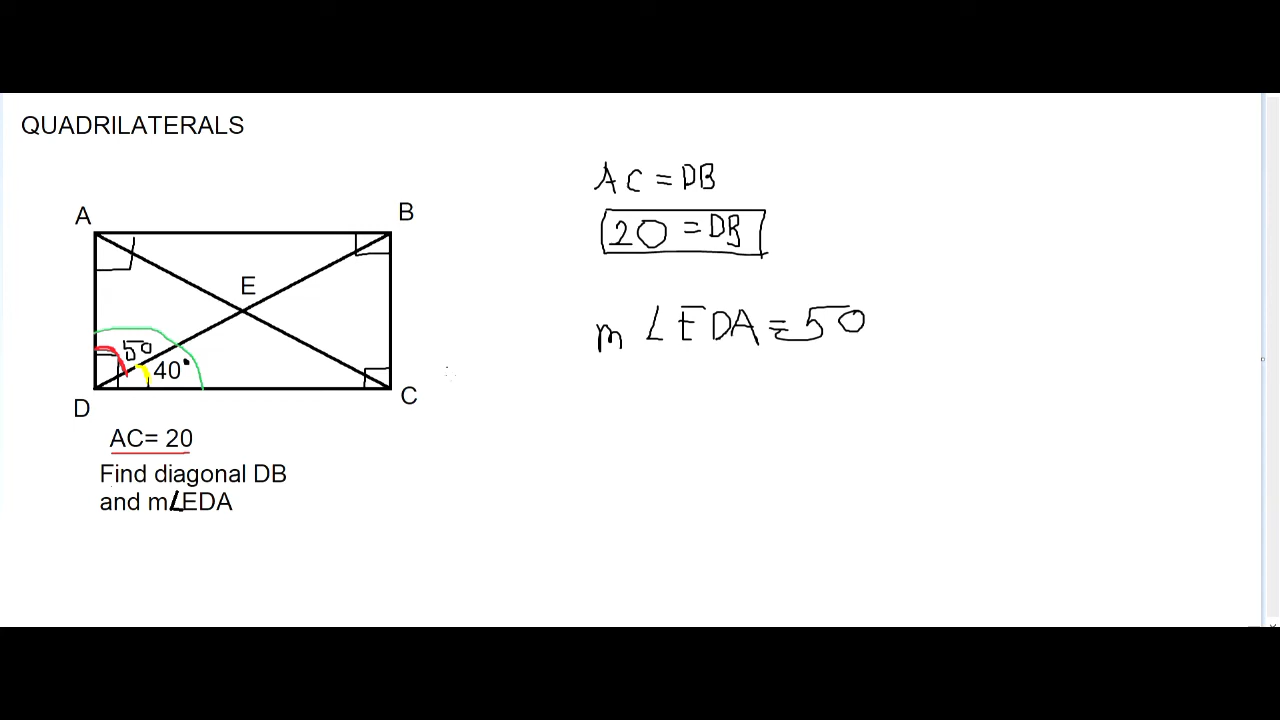 QUADRILATERALS
A
B
E
50
40°
D
C
AC= 20
Find diagonal DB
and m∠EDA
AC = DB
20 = DB
m ∠EDA = 50